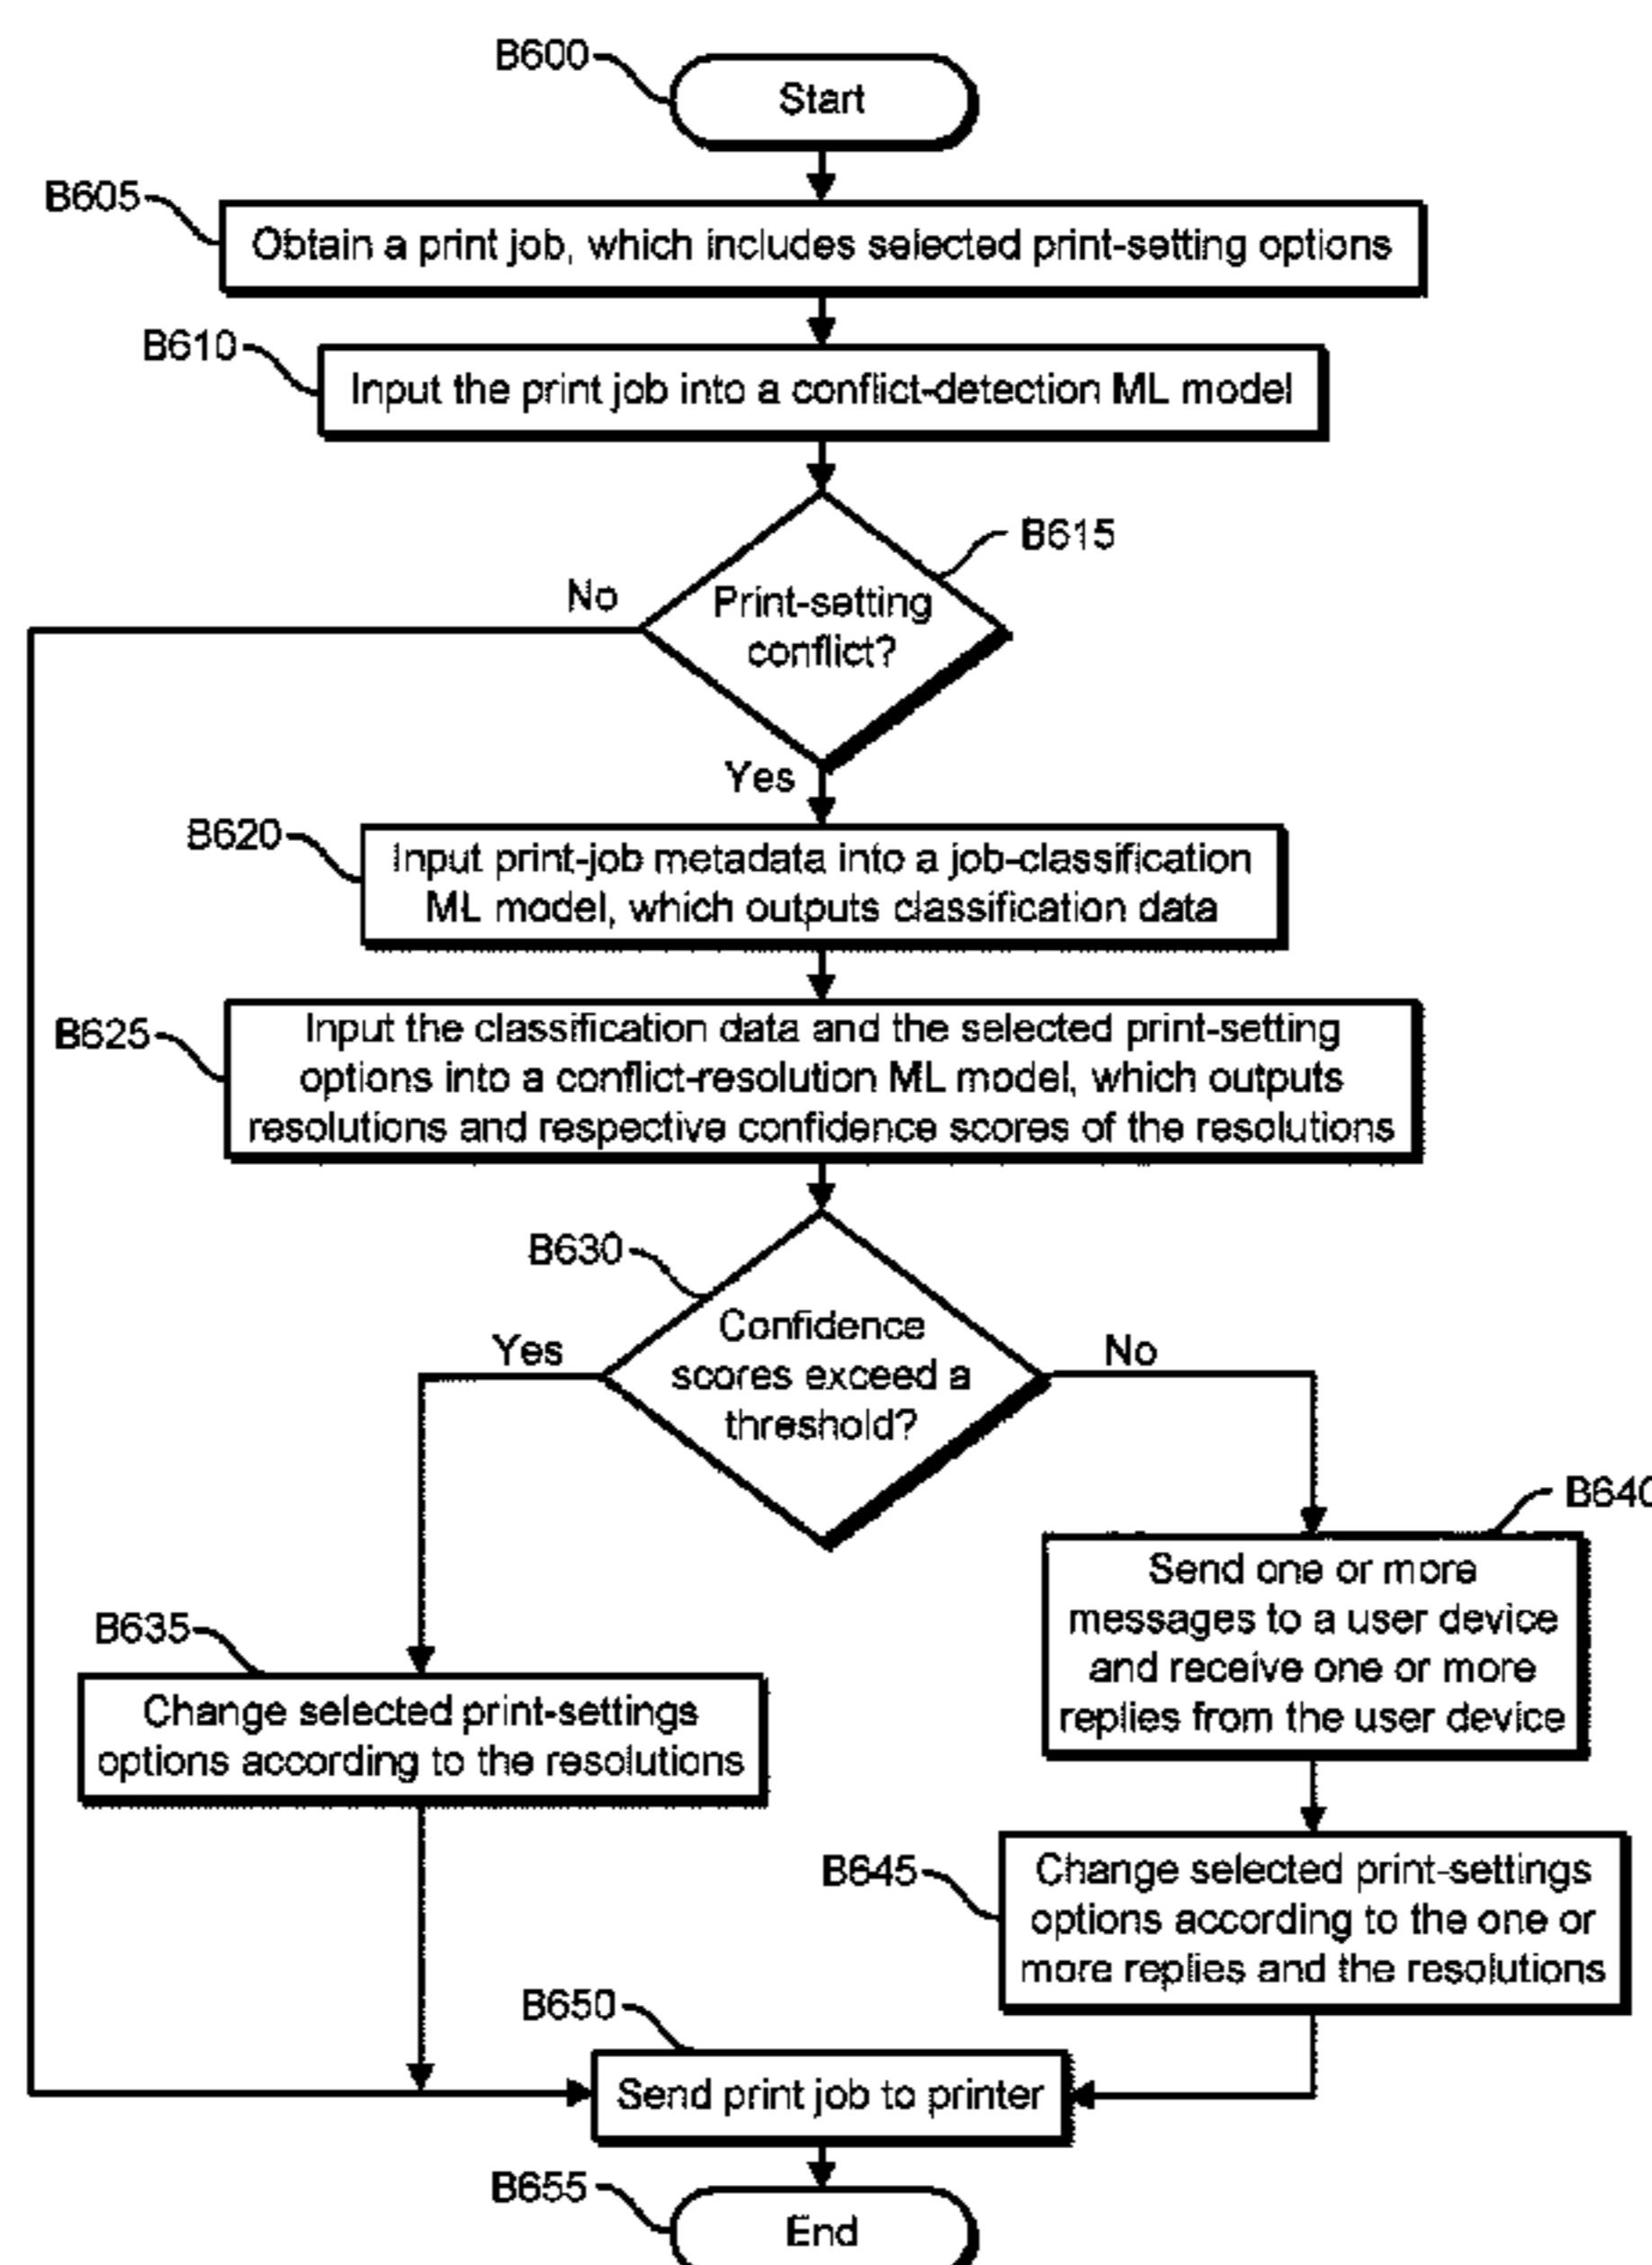 B600
Start
B605
Obtain a print job, which includes selected print-setting options
B610
Input the print job into a conflict-detection ML model
B615
No
Print-setting
conflict?
Yes
B620
Input print-job metadata into a job-classification
ML model, which outputs classification data
B625
Input the classification data and the selected print-setting
options into a conflict-resolution ML model, which outputs
resolutions and respective confidence scores of the resolutions
B630
Confidence
scores exceed a
threshold?
Yes
No
B640
Send one or more
messages to a user device
and receive one or more
replies from the user device
B635
Change selected print-settings
options according to the resolutions
B645
Change selected print-settings
options according to the one or
more replies and the resolutions
B650
Send print job to printer
B655
End